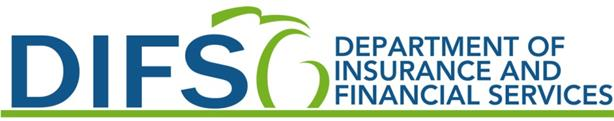 DIFS
DEPARTMENT OF
INSURANCE AND
FINANCIAL SERVICES